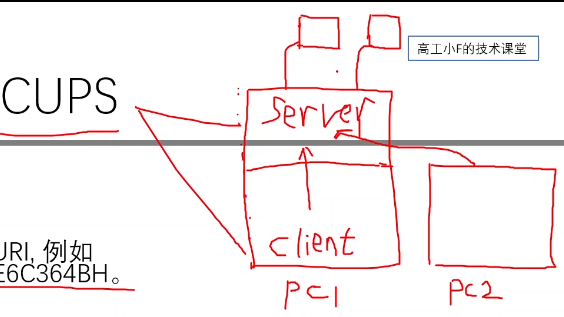 高工小F的技术课堂
CUPS
Server
URI, 例如
E6C364BH。
client
PC1
PC2